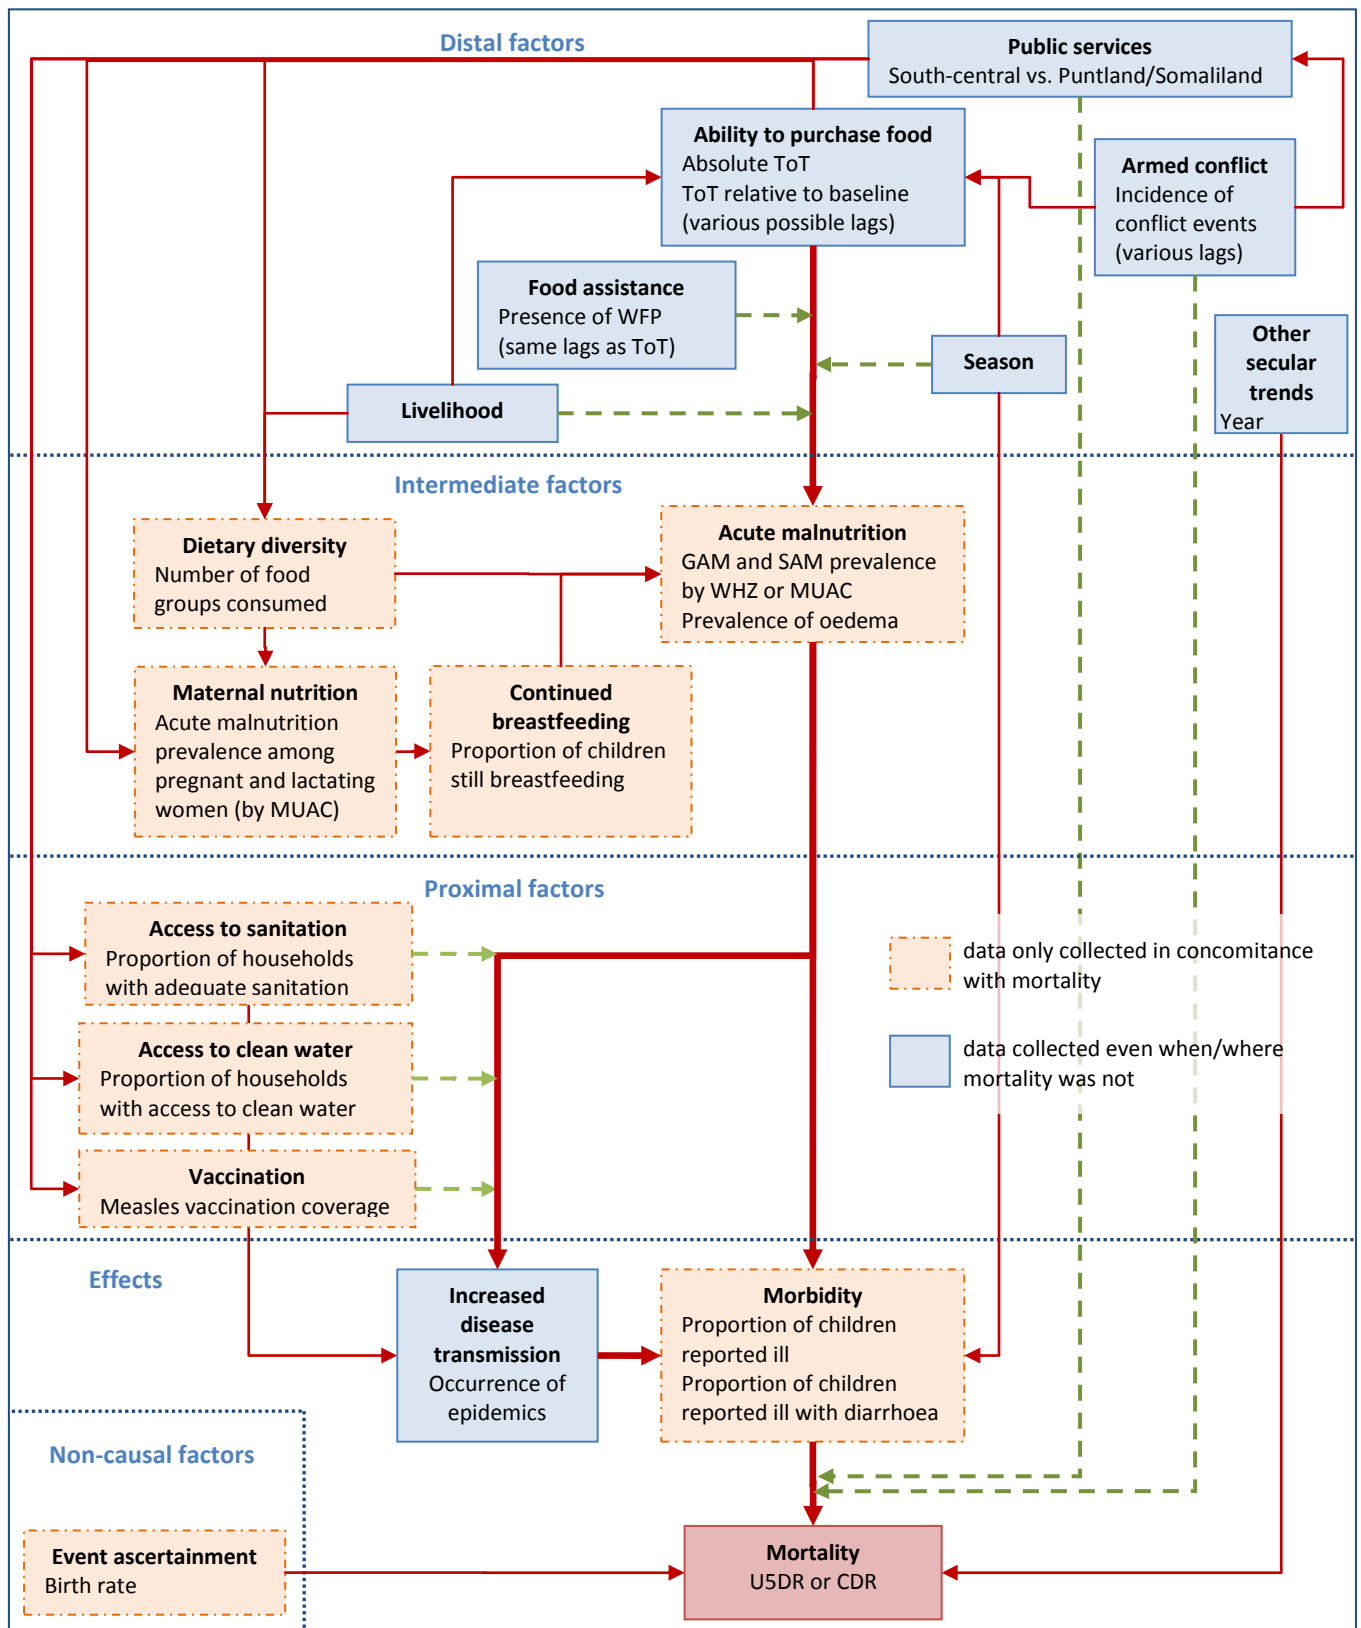 Distal factors
Public services
South-central vs. Puntland/Somaliland
Ability to purchase food
Absolute ToT
ToT relative to baseline
(various possible lags)
Armed conflict
Incidence of
conflict events
(various lags)
Food assistance
Presence of WFP
(same lags as ToT)
Season
Other
secular
trends
Year
Livelihood
Intermediate factors
Dietary diversity
Number of food
groups consumed
Acute malnutrition
GAM and SAM prevalence
by WHZ or MUAC
Prevalence of oedema
Maternal nutrition
Acute malnutrition
prevalence among
pregnant and lactating
women (by MUAC)
Continued
breastfeeding
Proportion of children
still breastfeeding
Proximal factors
Access to sanitation
Proportion of households
with adequate sanitation
data only collected in concomitance
with mortality
Access to clean water
Proportion of households
with access to clean water
data collected even when/where
mortality was not
Vaccination
Measles vaccination coverage
Effects
Increased
disease
transmission
Occurrence of
epidemics
Morbidity
Proportion of children
reported ill
Proportion of children
reported ill with diarrhoea
Non-causal factors
Event ascertainment
Birth rate
Mortality
U5DR or CDR